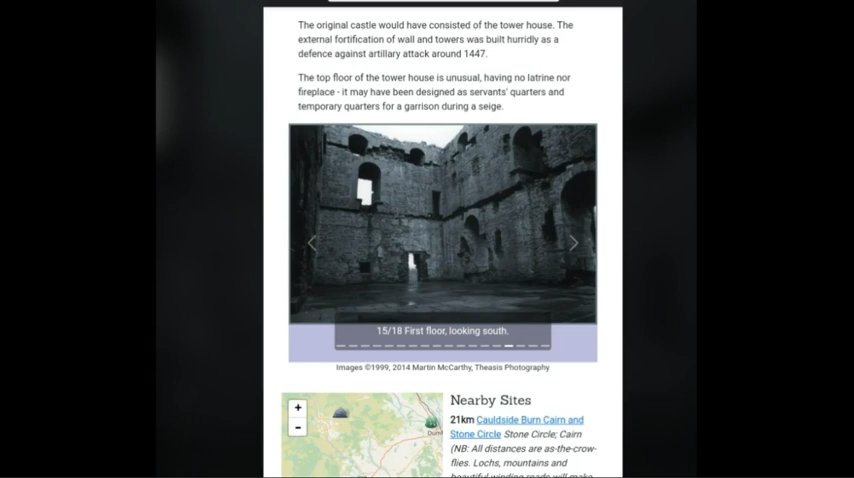 The original castle would have consisted of the tower house. The
external fortification of wall and towers was built hurridly as a
defence against artillary attack around 1447.
The top floor of the tower house is unusual, having no latrine nor
fireplace - it may have been designed as servants' quarters and
temporary quarters for a garrison during a seige.
15/18 First floor, looking south.
Images ©1999, 2014 Martin McCarthy, Theasis Photography
+
-
Nearby Sites
21km Cauldside Burn Cairn and
Stone Circle Stone Circle; Cairn
(NB: All distances are as-the-crow-
flies. Lochs, mountains and